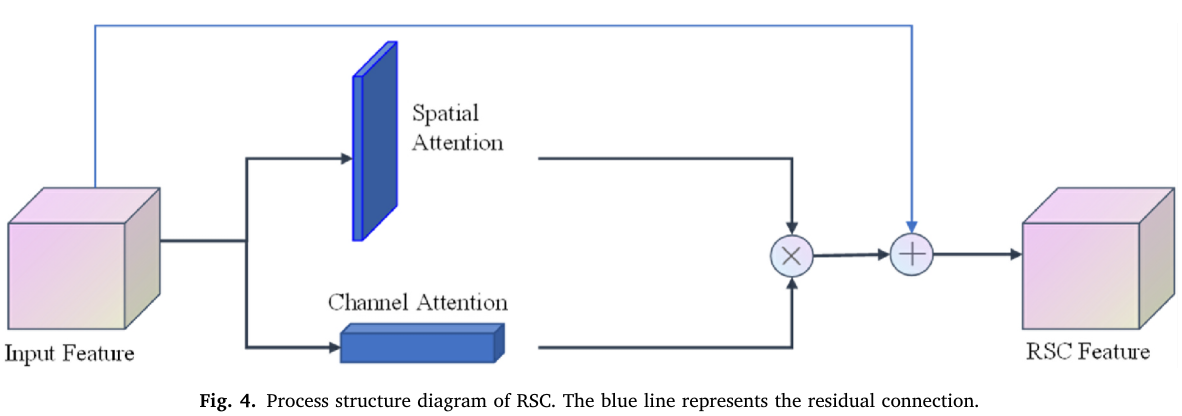 Spatial
Attention
Channel Attention
Input Feature
RSC Feature
Fig. 4. Process structure diagram of RSC. The blue line represents the residual connection.